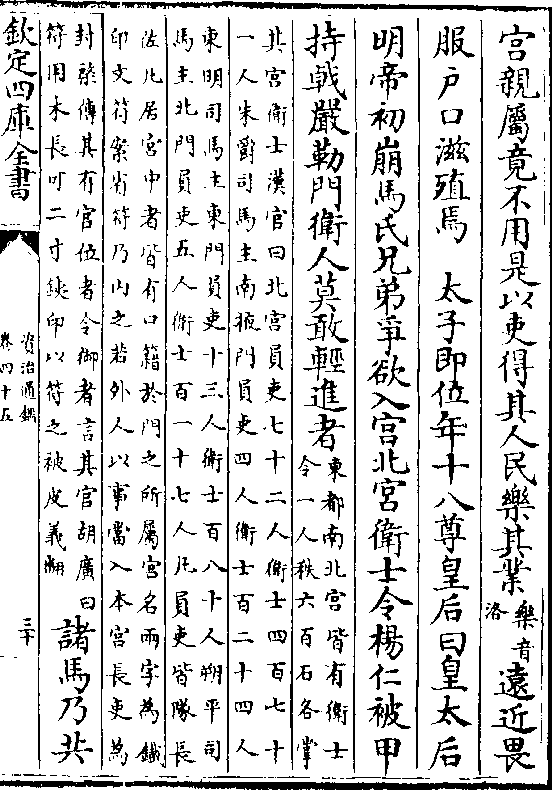 宫親屬竟不用是以吏得其人民樂其業樂音洛遠近畏
服户口滋殖焉　太子即位年十八尊皇后曰皇太后
明帝初崩馬氏兄弟爭欲入宫北宫衛士令楊仁被甲
持戟嚴勒門衛人莫敢輕進者東都南北宫皆有衛士
令一人秩六百石各掌
其宫衛士漢官曰北宫員吏七十二人衛士四百七十
一人朱爵司馬主南掖門員吏四人衛士百二十四人
東明司馬主東門員吏十三人衛士百八十人朔平司
馬主北門員吏五人衛士百一十七人凡員吏皆隊長
佐凡居宫中者皆有口籍於門之所屬宫名兩字為鐵
印文符案省符乃内之若外人以事當入本宫長吏為
封棨傳其有官位者令御者言其官胡廣曰
符用木長可二寸鐵印以符之被皮義翻
諸馬乃共
欽定四庫全書
資治通鑑
卷四十五
三十